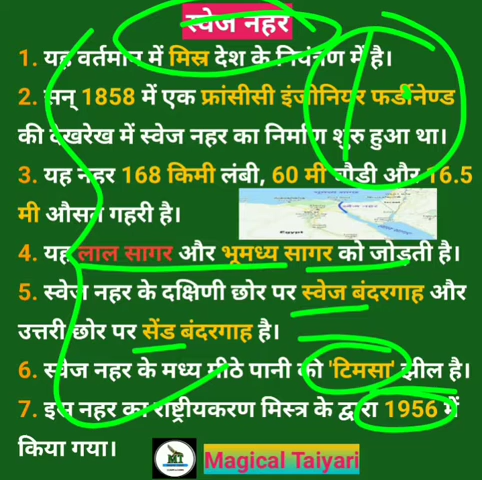 स्वेज नहर
1. यह वर्तमान में मिस्र देश के नियंत्रण में है।
2. सन् 1858 में एक फ्रांसीसी इंजीनियर फर्डीनेण्ड
की देखरेख में स्वेज नहर का निर्माण शुरु हुआ था।
3. यह नहर 168 किमी लंबी, 60 मी चौड़ी और 16.5
मी औसत गहरी है।
Egypt
4. यह लाल सागर और भूमध्य सागर को जोड़ती है।
5. स्वेज नहर के दक्षिणी छोर पर स्वेज बंदरगाह और
उत्तरी छोर पर सेंड बंदरगाह है।
6. स्वेज नहर के मध्य मीठे पानी की 'टिमसा' झील है।
7. इस नहर का राष्ट्रीयकरण मिस्त्र के द्वारा 1956 में
किया गया।
MT
Magical Taiyari